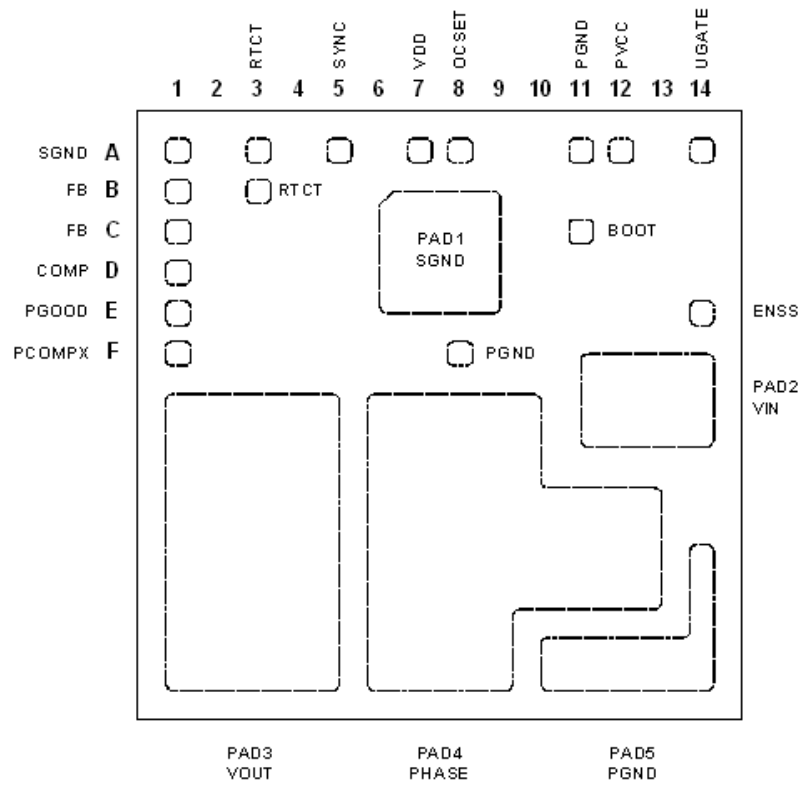 RTCT
SYNC
VDD
OCSET
PGND
PVCC
UGATE
1 2 3 4 5 6 7 8 9 10 11 12 13 14
SGND A
FB B RTCT
PAD1
SGND
FB C BOOT
COMP D
PGOOD E ENSS
PCOMPX F PGND
PAD2
VIN
PAD3
VOUT
PAD4
PHASE
PAD5
PGND